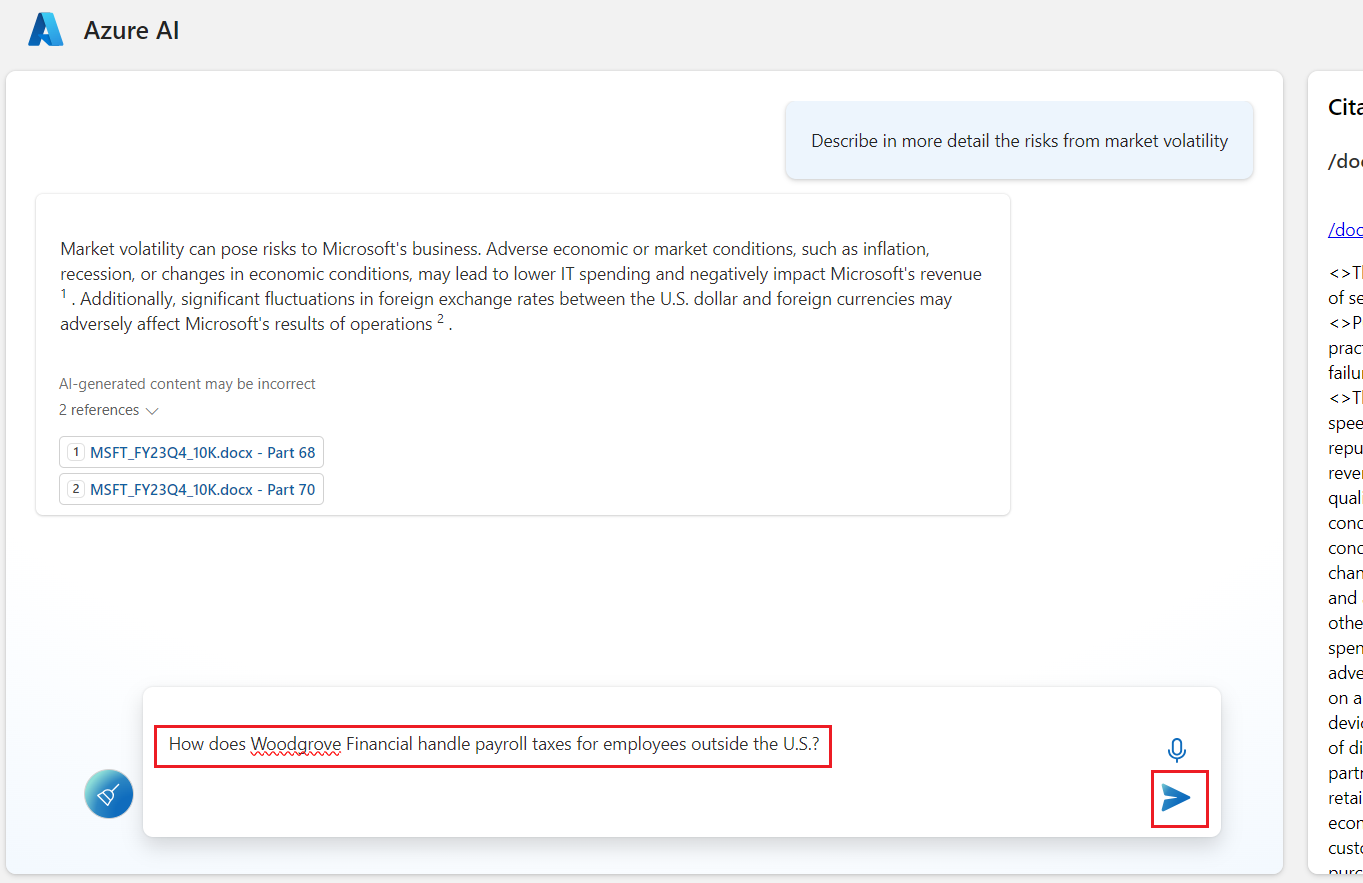 Azure AI
Describe in more detail the risks from market volatility
Market volatility can pose risks to Microsoft's business. Adverse economic or market conditions, such as inflation,
recession, or changes in economic conditions, may lead to lower IT spending and negatively impact Microsoft's revenue
1 . Additionally, significant fluctuations in foreign exchange rates between the U.S. dollar and foreign currencies may
adversely affect Microsoft's results of operations 2 .
AI-generated content may be incorrect
2 references
1 MSFT_FY23Q4_10K.docx - Part 68
2 MSFT_FY23Q4_10K.docx - Part 70
How does Woodgrove Financial handle payroll taxes for employees outside the U.S.?
Cita
/doc
/doc
<>Th
of se
<>P
prac
failu
<>Th
spee
repu
reve
quali
conc
cond
chan
and
othe
spen
adve
on a
devic
of di
partn
retai
econ
custo